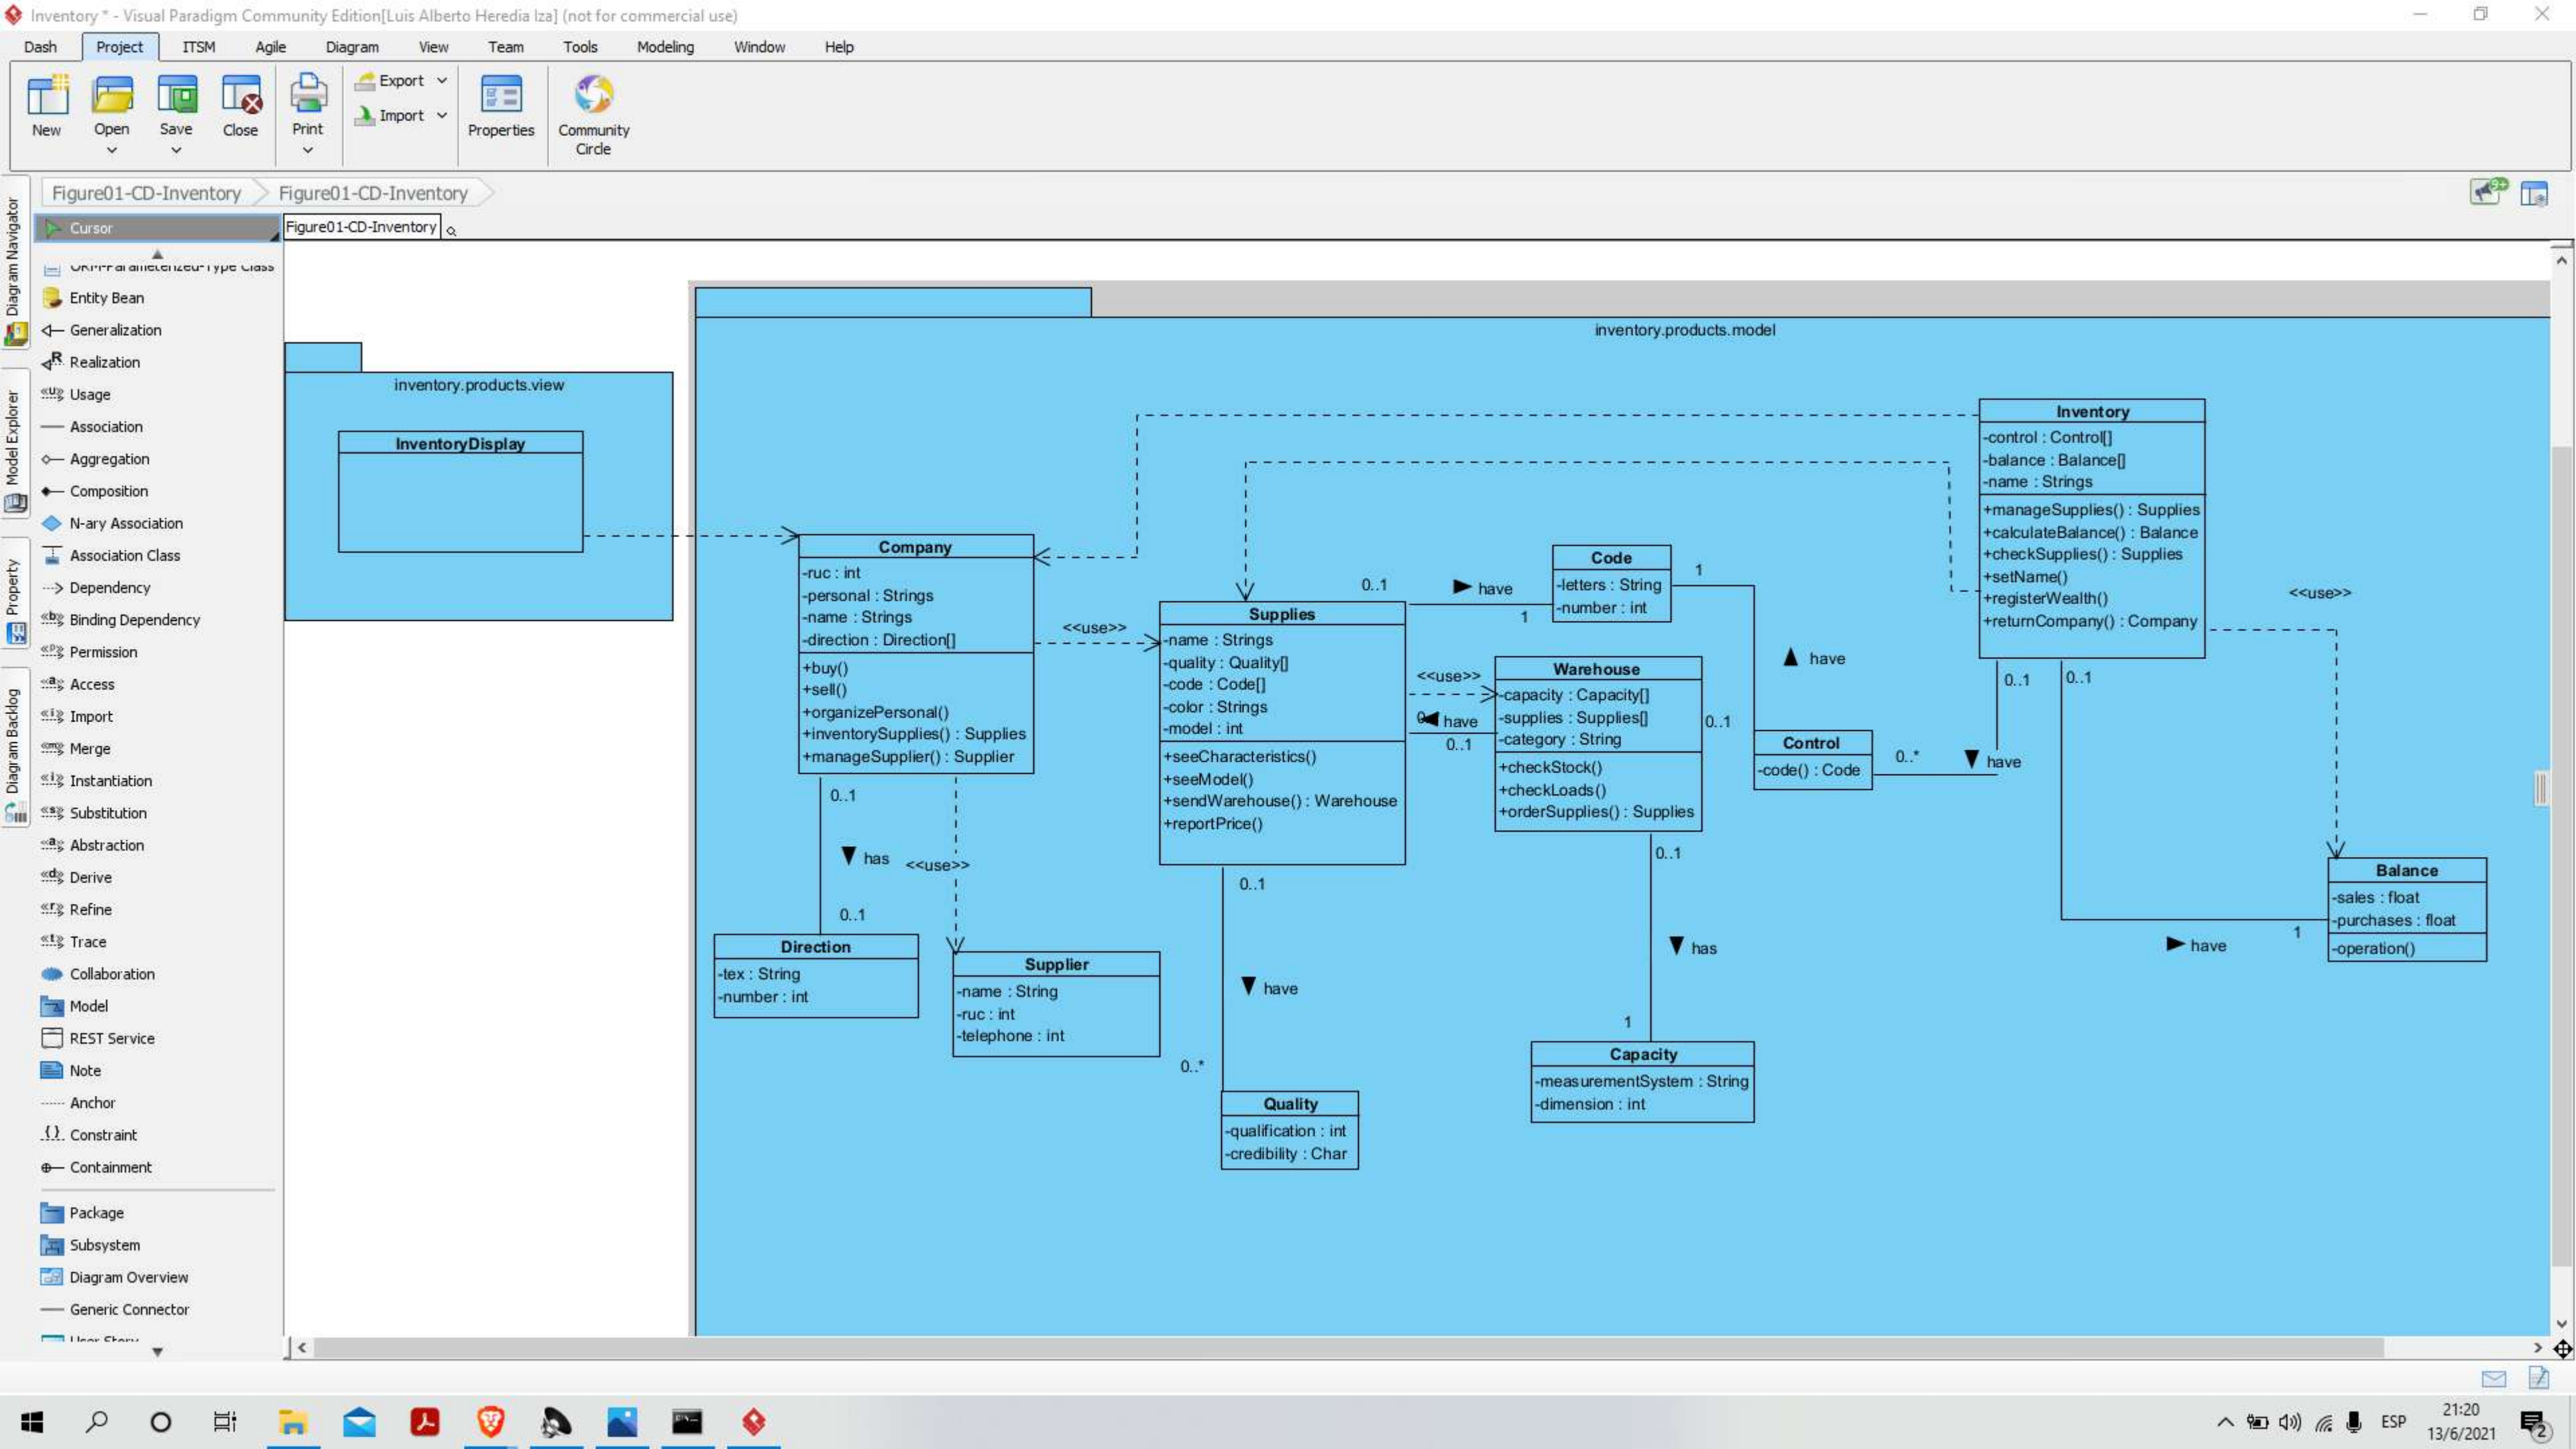 Inventory * - Visual Paradigm Community Edition[Luis Alberto Heredia Iza] (not for commercial use)
Dash Project ITSM Agile Diagram View Team Tools Modeling Window Help
New Open Save Close Print Export Import Properties Community Circle
Figure01-CD-Inventory Figure01-CD-Inventory
Figure01-CD-Inventory
Diagram Navigator
Model Explorer
Property
Diagram Backlog
Cursor
ORM-Parameterized-Type Class
Entity Bean
Generalization
Realization
Usage
Association
Aggregation
Composition
N-ary Association
Association Class
Dependency
Binding Dependency
Permission
Access
Import
Merge
Instantiation
Substitution
Abstraction
Derive
Refine
Trace
Collaboration
Model
REST Service
Note
Anchor
Constraint
Containment
Package
Subsystem
Diagram Overview
Generic Connector
User Story
inventory.products.view
InventoryDisplay
inventory.products.model
Company
-ruc : int
-personal : Strings
-name : Strings
-direction : Direction[]
+buy()
+sell()
+organizePersonal()
+inventorySupplies() : Supplies
+manageSupplier() : Supplier
0..1
has
0..1
<<use>>
<<use>>
Direction
-tex : String
-number : int
Supplier
-name : String
-ruc : int
-telephone : int
Supplies
-name : Strings
-quality : Quality[]
-code : Code[]
-color : Strings
-model : int
+seeCharacteristics()
+seeModel()
+sendWarehouse() : Warehouse
+reportPrice()
0..1
have
0..*
Quality
-qualification : int
-credibility : Char
0..1
have
1
Code
-letters : String
-number : int
1
have
<<use>>
have
0..1
Warehouse
-capacity : Capacity[]
-supplies : Supplies[]
-category : String
+checkStock()
+checkLoads()
+orderSupplies() : Supplies
0..1
0..1
has
1
Capacity
-measurementSystem : String
-dimension : int
Control
-code() : Code
0..*
have
Inventory
-control : Control[]
-balance : Balance[]
-name : Strings
+manageSupplies() : Supplies
+calculateBalance() : Balance
+checkSupplies() : Supplies
+setName()
+registerWealth()
+returnCompany() : Company
0..1
0..1
<<use>>
have
1
Balance
-sales : float
-purchases : float
-operation()
ESP
21:20
13/6/2021
2